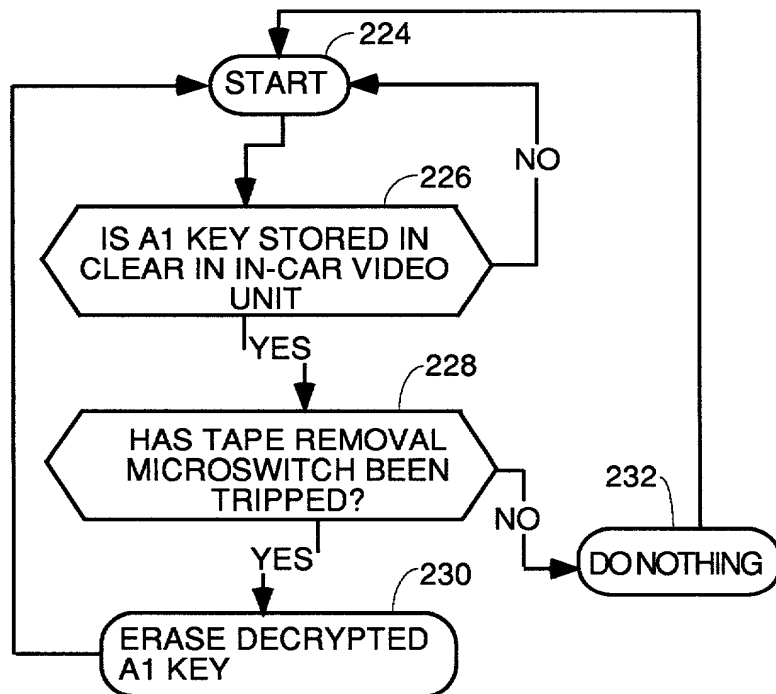 224
START
NO
226
IS A1 KEY STORED IN
CLEAR IN IN-CAR VIDEO
UNIT
YES
228
HAS TAPE REMOVAL
MICROSWITCH BEEN
TRIPPED?
232
NO
DO NOTHING
YES
230
ERASE DECRYPTED
A1 KEY